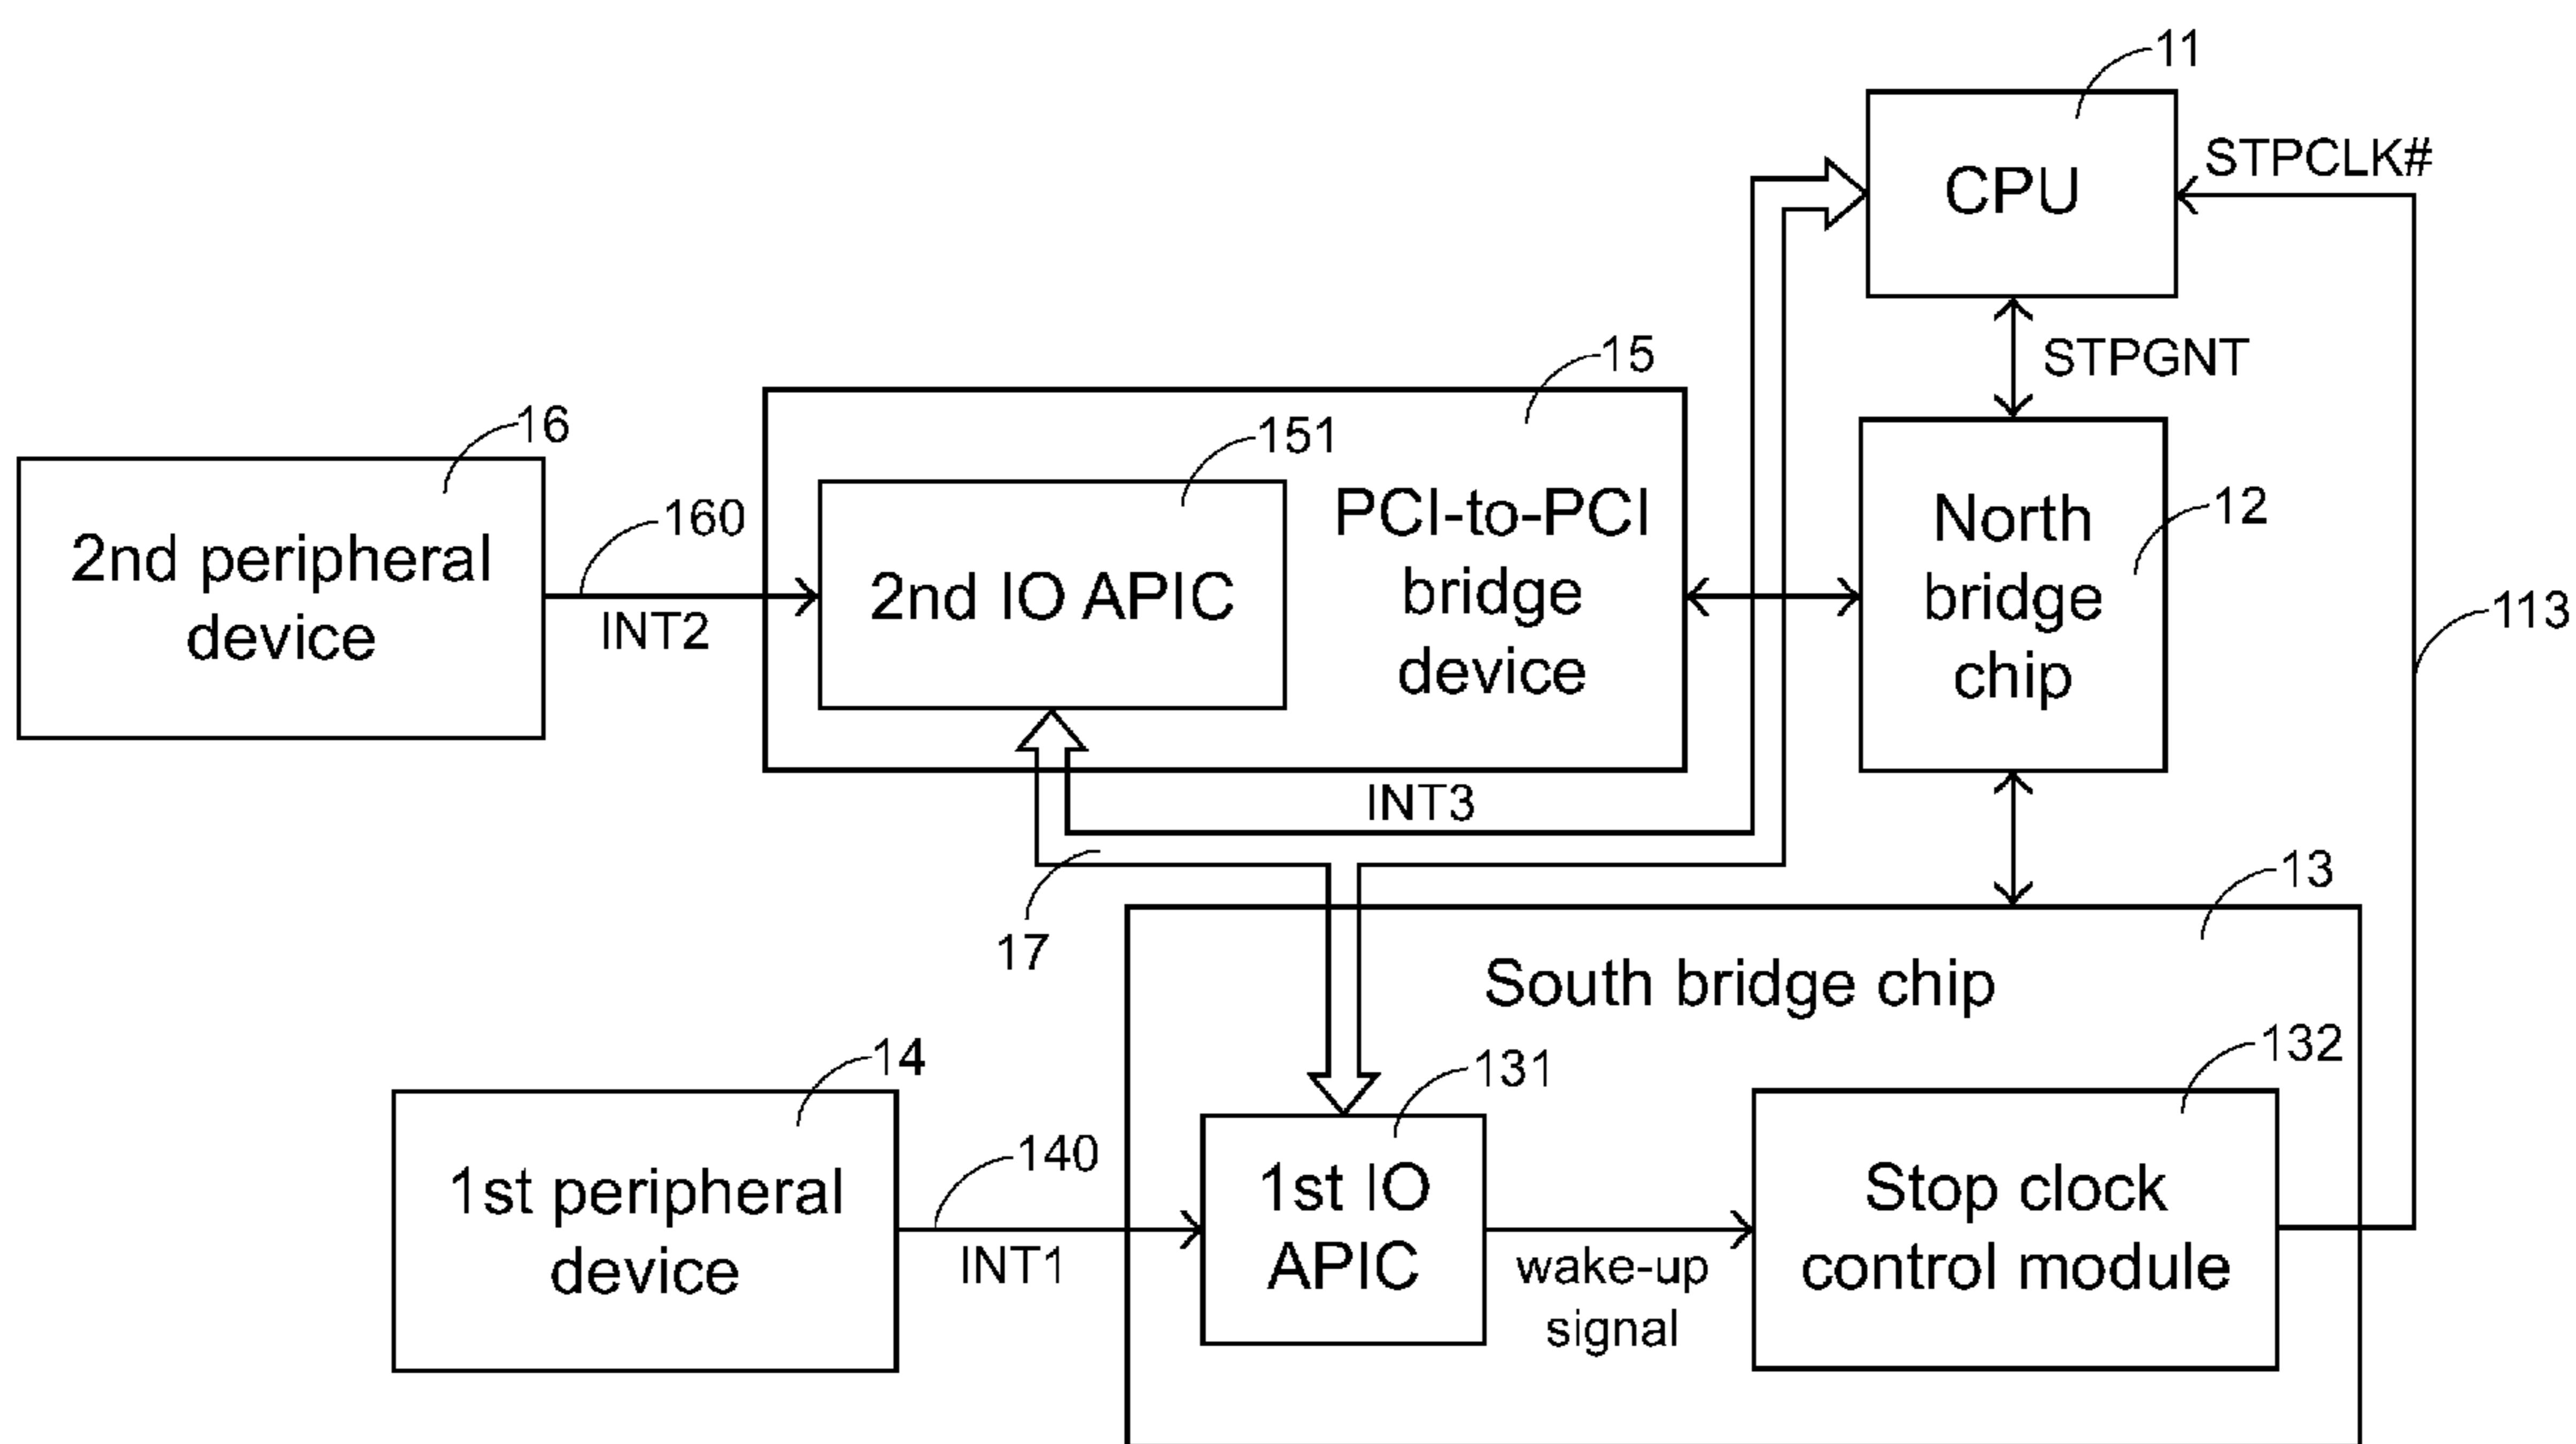 11
CPU
STPCLK#
STPGNT
15
16
151
160
2nd peripheral
device
INT2
2nd IO APIC
PCI-to-PCI
bridge
device
North
bridge
chip
12
113
INT3
17
13
South bridge chip
14
131
132
140
1st peripheral
device
INT1
1st IO
APIC
wake-up
signal
Stop clock
control module